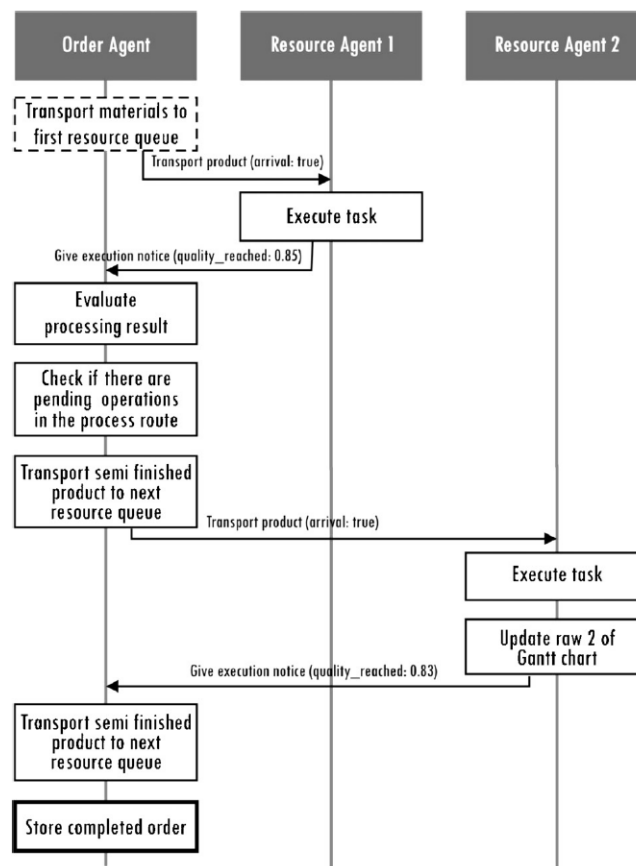 Order Agent
Resource Agent 1
Resource Agent 2
Transport materials to
first resource queue
Transport product (arrival: true)
Execute task
Give execution notice (quality_reached: 0.85)
Evaluate
processing result
Check if there are
pending operations
in the process route
Transport semi finished
product to next
resource queue
Transport product (arrival: true)
Execute task
Update raw 2 of
Gantt chart
Give execution notice (quality_reached: 0.83)
Transport semi finished
product to next
resource queue
Store completed order